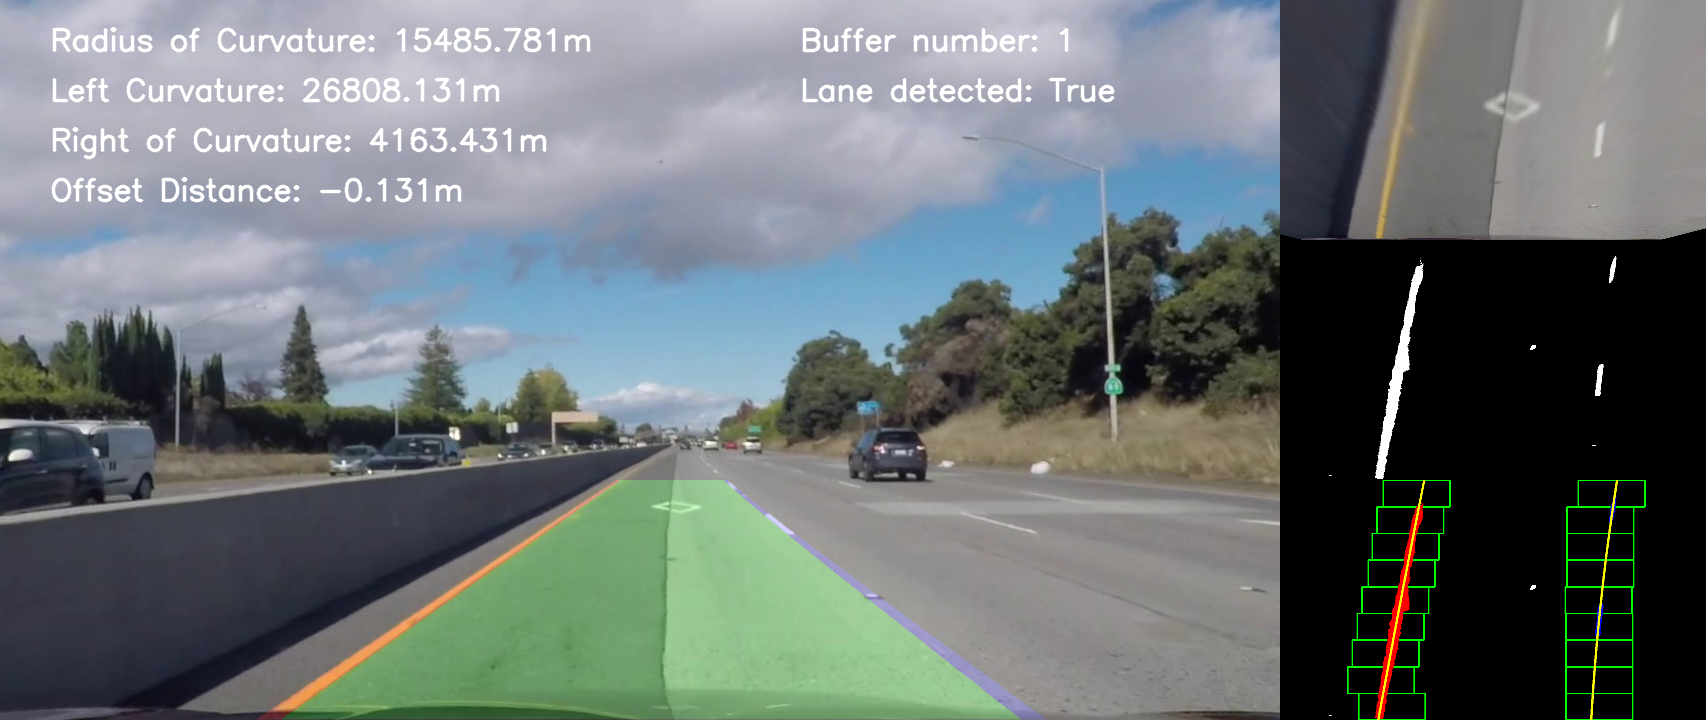 Radius of Curvature: 15485.781m
Left Curvature: 26808.131m
Right of Curvature: 4163.431m
Offset Distance: −0.131m
Buffer number: 1
Lane detected: True